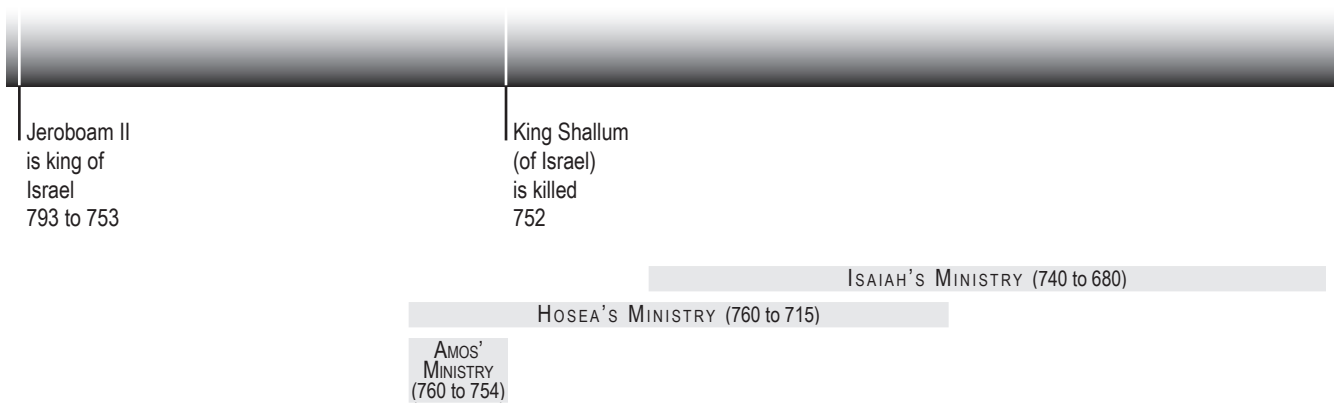 Jeroboam II
is king of
Israel
793 to 753
King Shallum
(of Israel)
is killed
752
ISAIAH'S MINISTRY (740 to 680)
HOSEA'S MINISTRY (760 to 715)
AMOS'
MINISTRY
(760 to 754)